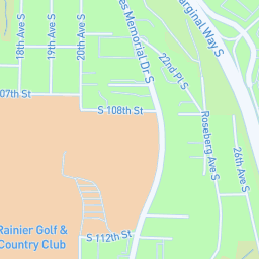 18th Ave S
19th Ave S
20th Ave S
es Memorial Dr S
arginal Way S
22nd Pl S
07th St
S 108th St
Roseberg Ave S
26th Ave S
Rainier Golf &
Country Club
S 112th St